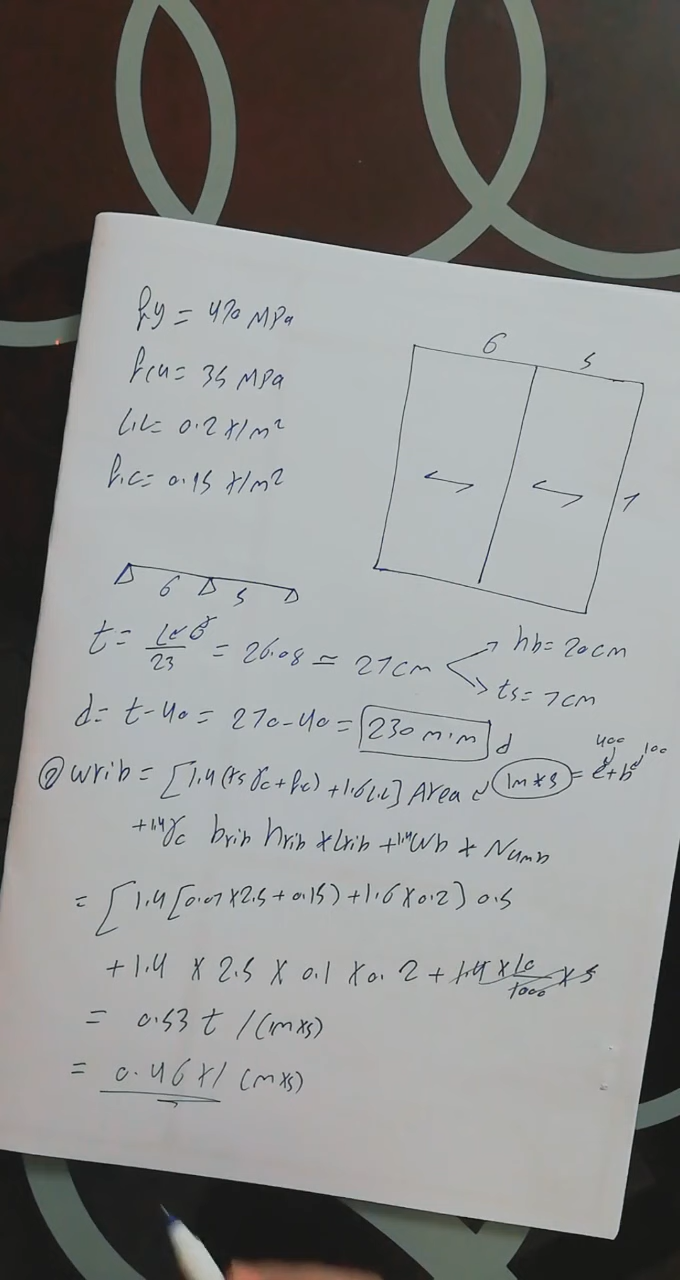 fy = 420 MPa
fcu = 35 MPa
L.L = 0.2 t/m²
f.c = 0.15 t/m²
6 5
7
6 5
t = 6/23 = 26.08 ≃ 27cm
hb = 20cm
ts = 7cm
d = t-40 = 270-40 = 230 mm d
② wrib = [1.4(ts γc + f.c) + 1.6 L.L] Area (1m*s) = e+b
400 100
+1.4 γc brib hrib * Lrib + 1.4 wb * Numb
= [1.4[0.07 X 2.5 + 0.15) + 1.6 X 0.2] 0.5
+ 1.4 X 2.5 X 0.1 X 0.2 + 1.4 X 10/1000 X 5
= 0.53 t / (1m*s)
= 0.46 t / (m*s)